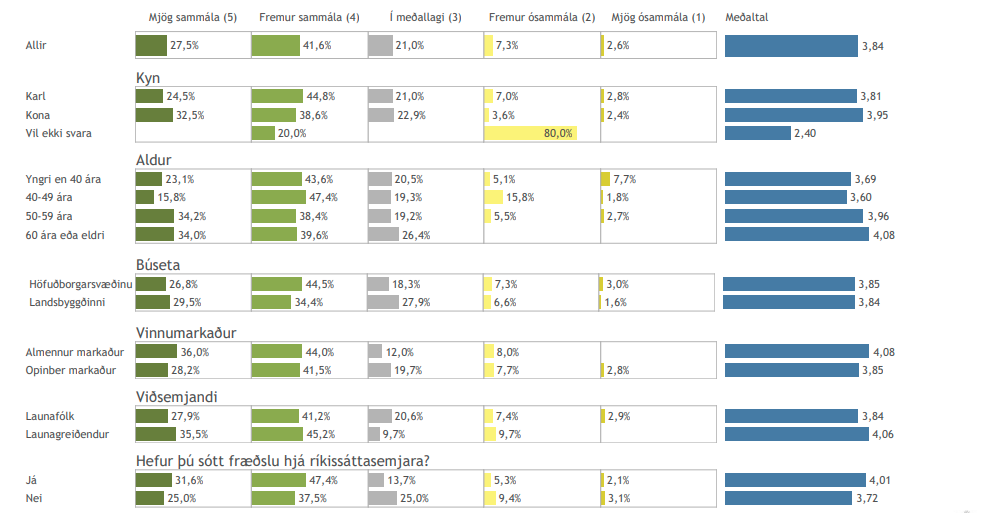 Mjög sammála (5) Fremur sammála (4) Í meðallagi (3) Fremur ósammála (2) Mjög ósammála (1) Meðaltal
Allir 27,5% 41,6% 21,0% 7,3% 2,6% 3,84
Kyn
Karl 24,5% 44,8% 21,0% 7,0% 2,8% 3,81
Kona 32,5% 38,6% 22,9% 3,6% 2,4% 3,95
Vil ekki svara 20,0% 80,0% 2,40
Aldur
Yngri en 40 ára 23,1% 43,6% 20,5% 5,1% 7,7% 3,69
40-49 ára 15,8% 47,4% 19,3% 15,8% 1,8% 3,60
50-59 ára 34,2% 38,4% 19,2% 5,5% 2,7% 3,96
60 ára eða eldri 34,0% 39,6% 26,4% 4,08
Búseta
Höfuðborgarsvæðinu 26,8% 44,5% 18,3% 7,3% 3,0% 3,85
Landsbyggðinni 29,5% 34,4% 27,9% 6,6% 1,6% 3,84
Vinnumarkaður
Almennur markaður 36,0% 44,0% 12,0% 8,0% 4,08
Opinber markaður 28,2% 41,5% 19,7% 7,7% 2,8% 3,85
Viðsemjandi
Launafólk 27,9% 41,2% 20,6% 7,4% 2,9% 3,84
Launagreiðendur 35,5% 45,2% 9,7% 9,7% 4,06
Hefur þú sótt fræðslu hjá ríkissáttasemjara?
Já 31,6% 47,4% 13,7% 5,3% 2,1% 4,01
Nei 25,0% 37,5% 25,0% 9,4% 3,1% 3,72